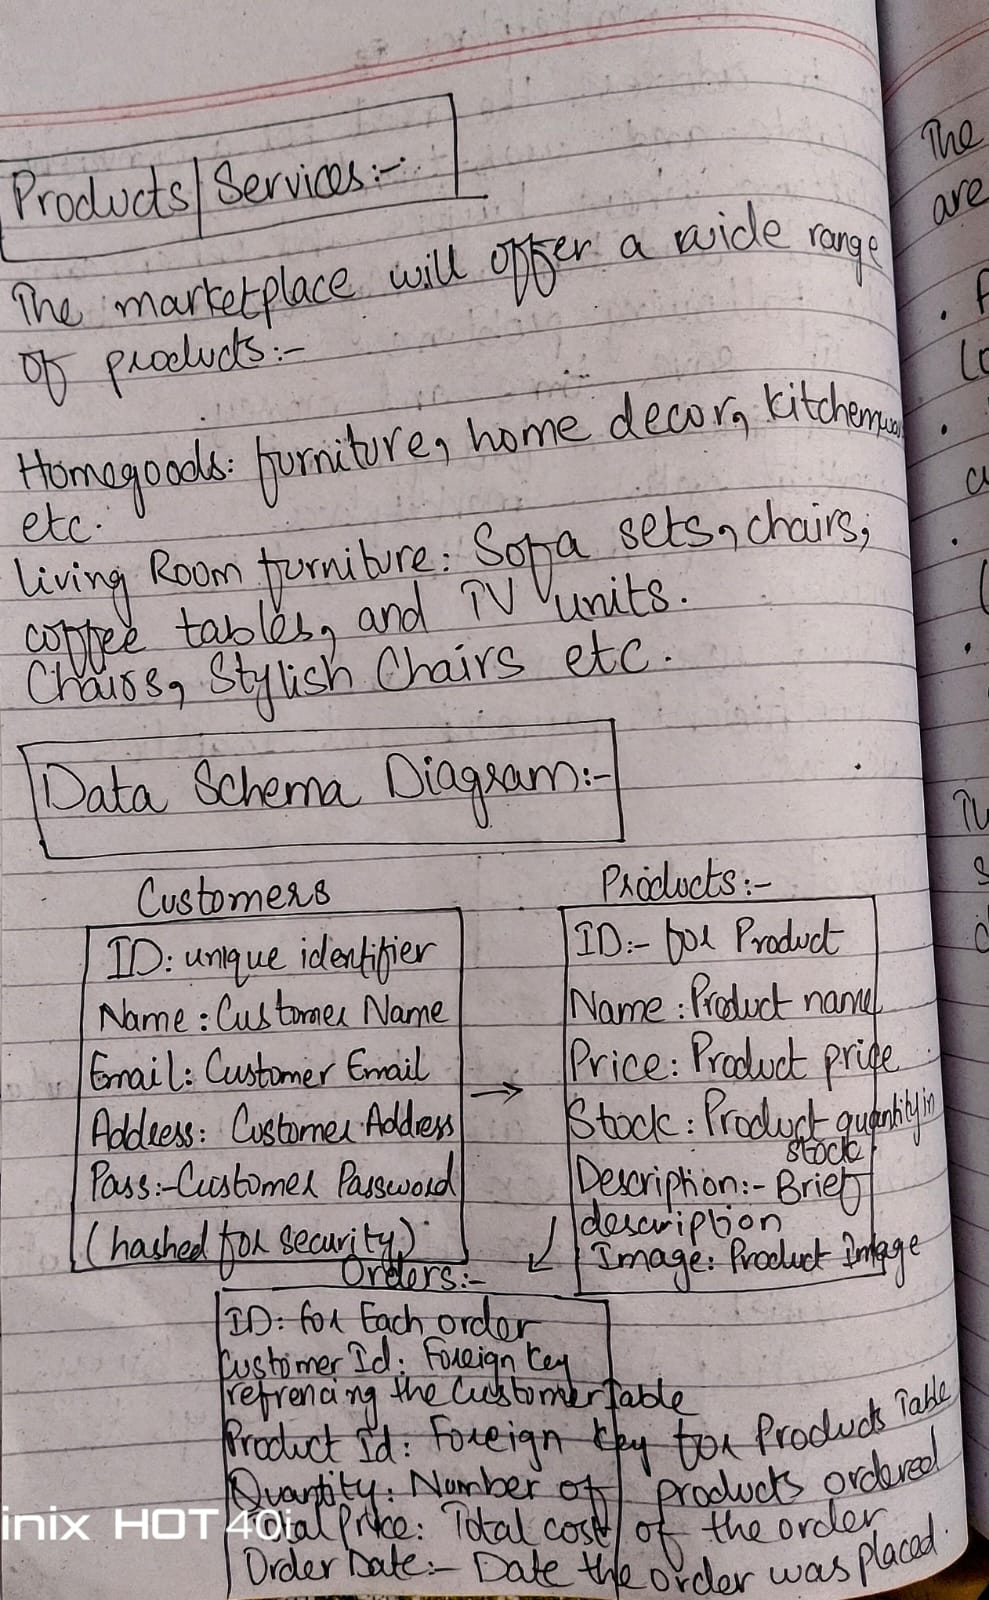 Products/Services:-
The marketplace will offer a wide range
of products:-
Homegoods: furniture, home decor, kitchenwa
etc.
Living Room furniture: Sofa sets, chairs,
coffee tables, and TV units.
Chairs, Stylish Chairs etc.
Data Schema Diagram:-
Customers
ID: unique identifier
Name: Customer Name
Email: Customer Email
Address: Customer Address
Pass:- Customer Password
(hashed for security)
Products:-
ID:- for Product
Name: Product name
Price: Product price
Stock: Product quantity in
stock
Description:- Brief
description
Image: Product Image
Orders:-
ID: for Each order
Customer Id: Foreign key
refrencing the Customer Table
Product Id: Foreign key for Products Table
Quantity: Number of products ordered
Total Price: Total cost of the order
Order Date:- Date the order was placed.
inix HOT 40i
The
are